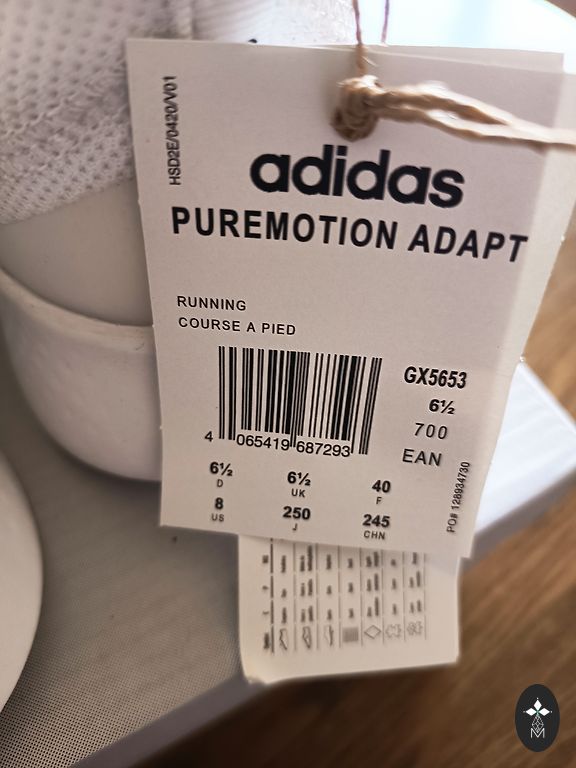 HSD2E/0420/V01
adidas
PUREMOTION ADAPT
RUNNING
COURSE A PIED
GX5653
6½
700
EAN
4 065419 687293
6½ 6½ 40
D UK F
8 250 245
US J CHN
PO# 128934730
M